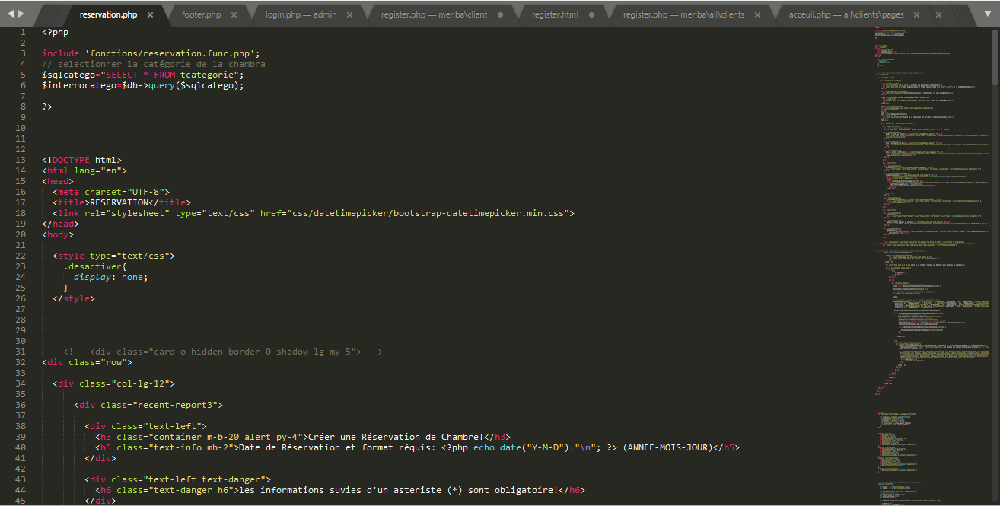 reservation.php × footer.php × login.php — admin × register.php — meriba\client register.html register.php — meriba\all\clients × acceuil.php — all\clients\pages × ×
1 <?php
2
3 include 'fonctions/reservation.func.php';
4 // selectionner la catégorie de la chambra
5 $sqlcatego="SELECT * FROM tcategorie";
6 $interrocatego=$db->query($sqlcatego);
7
8 ?>
9
10
11
12
13 <!DOCTYPE html>
14 <html lang="en">
15 <head>
16 <meta charset="UTF-8">
17 <title>RESERVATION</title>
18 <link rel="stylesheet" type="text/css" href="css/datetimepicker/bootstrap-datetimepicker.min.css">
19 </head>
20 <body>
21
22 <style type="text/css">
23 .desactiver{
24 display: none;
25 }
26 </style>
27
28
29
30
31 <!-- <div class="card o-hidden border-0 shadow-lg my-5"> -->
32 <div class="row">
33
34 <div class="col-lg-12">
35
36 <div class="recent-report3">
37
38 <div class="text-left">
39 <h3 class="container m-b-20 alert py-4">Créer une Réservation de Chambre!</h3>
40 <h5 class="text-info mb-2">Date de Réservation et format réquis: <?php echo date("Y-M-D")."\n"; ?> (ANNEE-MOIS-JOUR)</h5>
41 </div>
42
43 <div class="text-left text-danger">
44 <h6 class="text-danger h6">les informations suvies d'un asteriste (*) sont obligatoire!</h6>
45 </div>